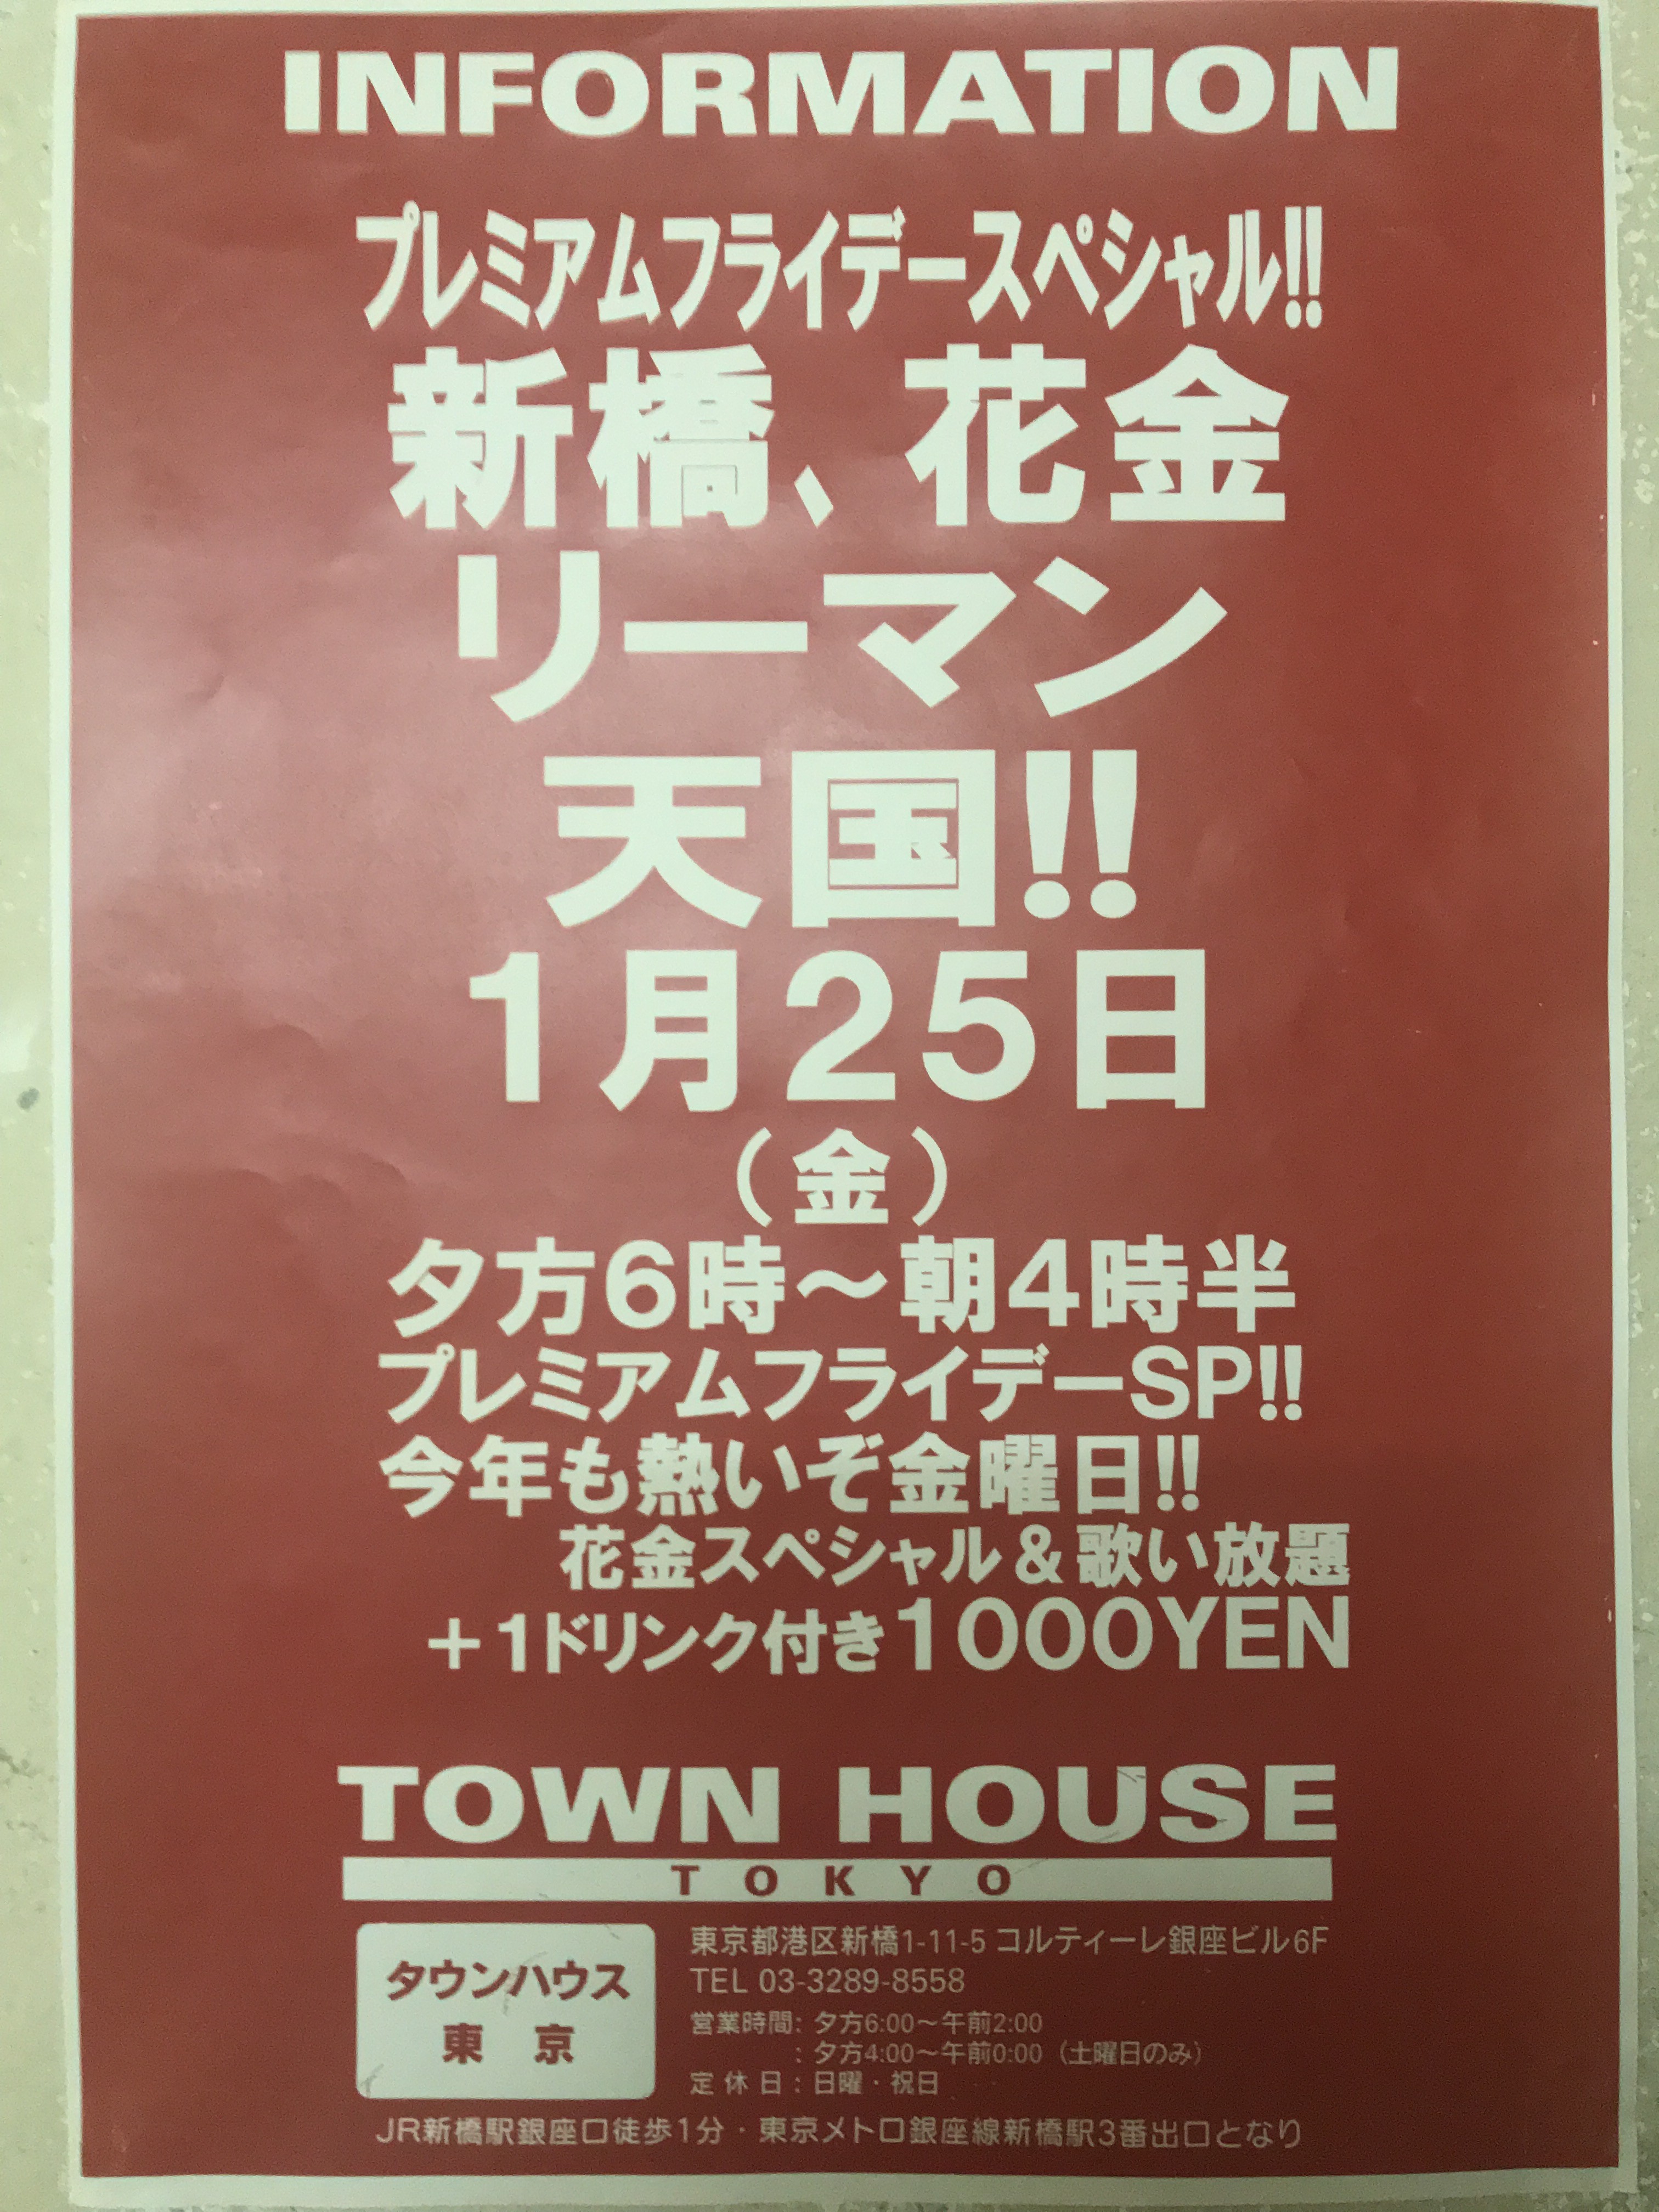 INFORMATION
プレミアムフライデースペシャル!!
新橋、花金
リーマン
天国!!
1月25日
（金）
夕方6時〜朝4時半
プレミアムフライデーSP!!
今年も熱いぞ金曜日!!
花金スペシャル＆歌い放題
＋1ドリンク付き1000YEN
TOWN HOUSE
TOKYO
タウンハウス
東京
東京都港区新橋1-11-5 コルティーレ銀座ビル6F
TEL 03-3289-8558
営業時間: 夕方6:00〜午前2:00
: 夕方4:00〜午前0:00（土曜日のみ）
定休日: 日曜・祝日
JR新橋駅銀座口徒歩1分・東京メトロ銀座線新橋駅3番出口となり